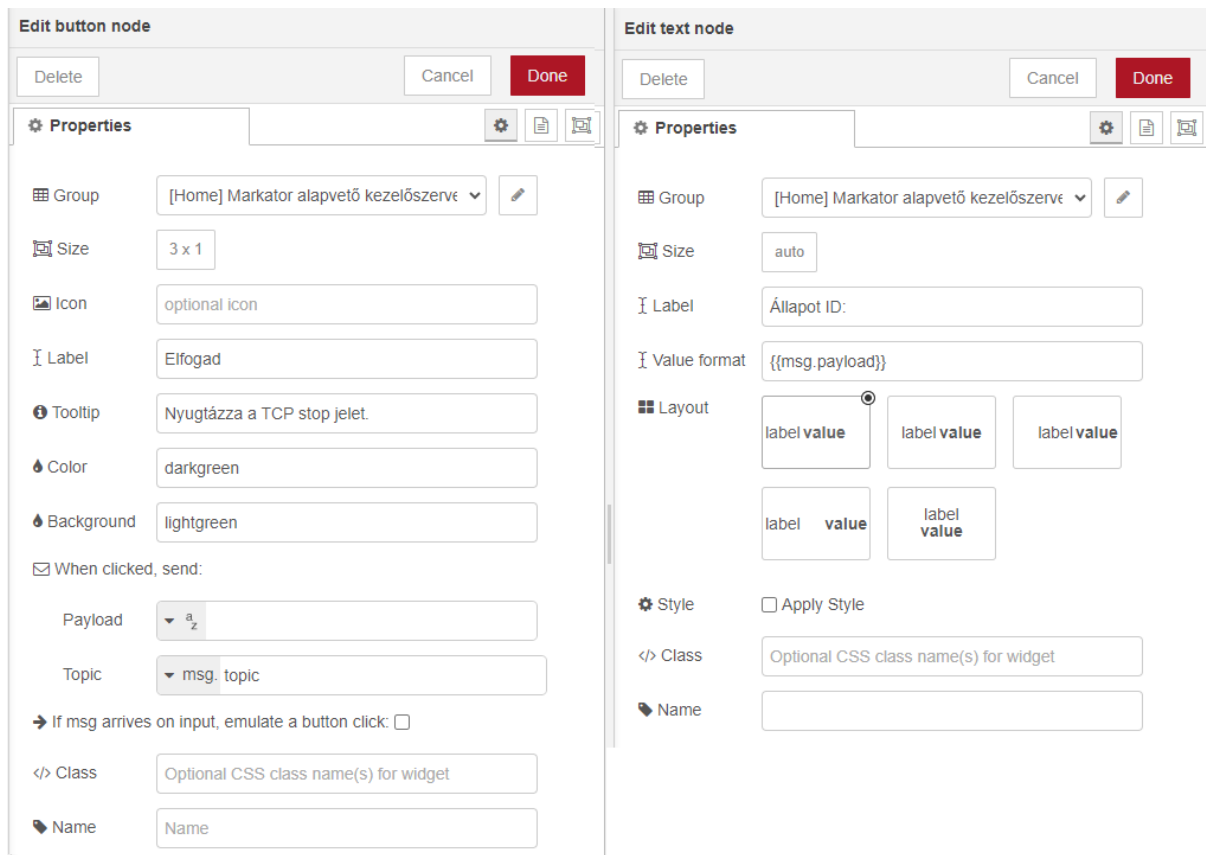 Edit button node
Delete
Cancel
Done
Properties
Group
[Home] Markator alapvető kezelőszerve
Size
3 x 1
Icon
optional icon
Label
Elfogad
Tooltip
Nyugtázza a TCP stop jelet.
Color
darkgreen
Background
lightgreen
When clicked, send:
Payload
a z
Topic
msg. topic
If msg arrives on input, emulate a button click:
</> Class
Optional CSS class name(s) for widget
Name
Name
Edit text node
Delete
Cancel
Done
Properties
Group
[Home] Markator alapvető kezelőszerve
Size
auto
Label
Állapot ID:
Value format
{{msg.payload}}
Layout
label value
label value
label value
label value
label
value
Style
Apply Style
</> Class
Optional CSS class name(s) for widget
Name